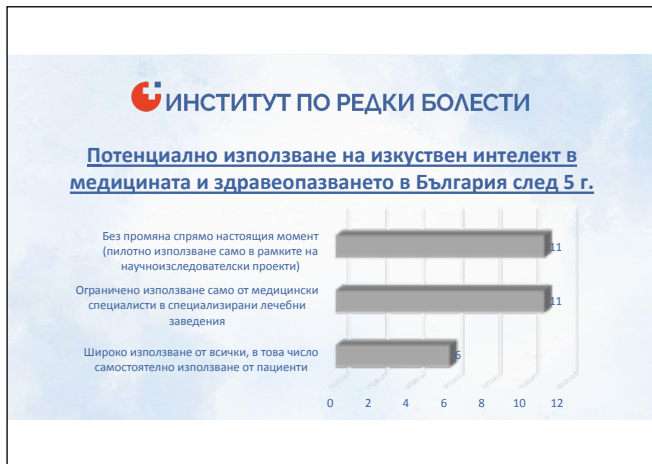 ИНСТИТУТ ПО РЕДКИ БОЛЕСТИ
Потенциално използване на изкуствен интелект в
медицината и здравеопазването в България след 5 г.
Без промяна спрямо настоящия момент
(пилотно използване само в рамките на
научноизследователски проекти)
11
Ограничено използване само от медицински
специалисти в специализирани лечебни
заведения
11
Широко използване от всички, в това число
самостоятелно използване от пациенти
6
0 2 4 6 8 10 12